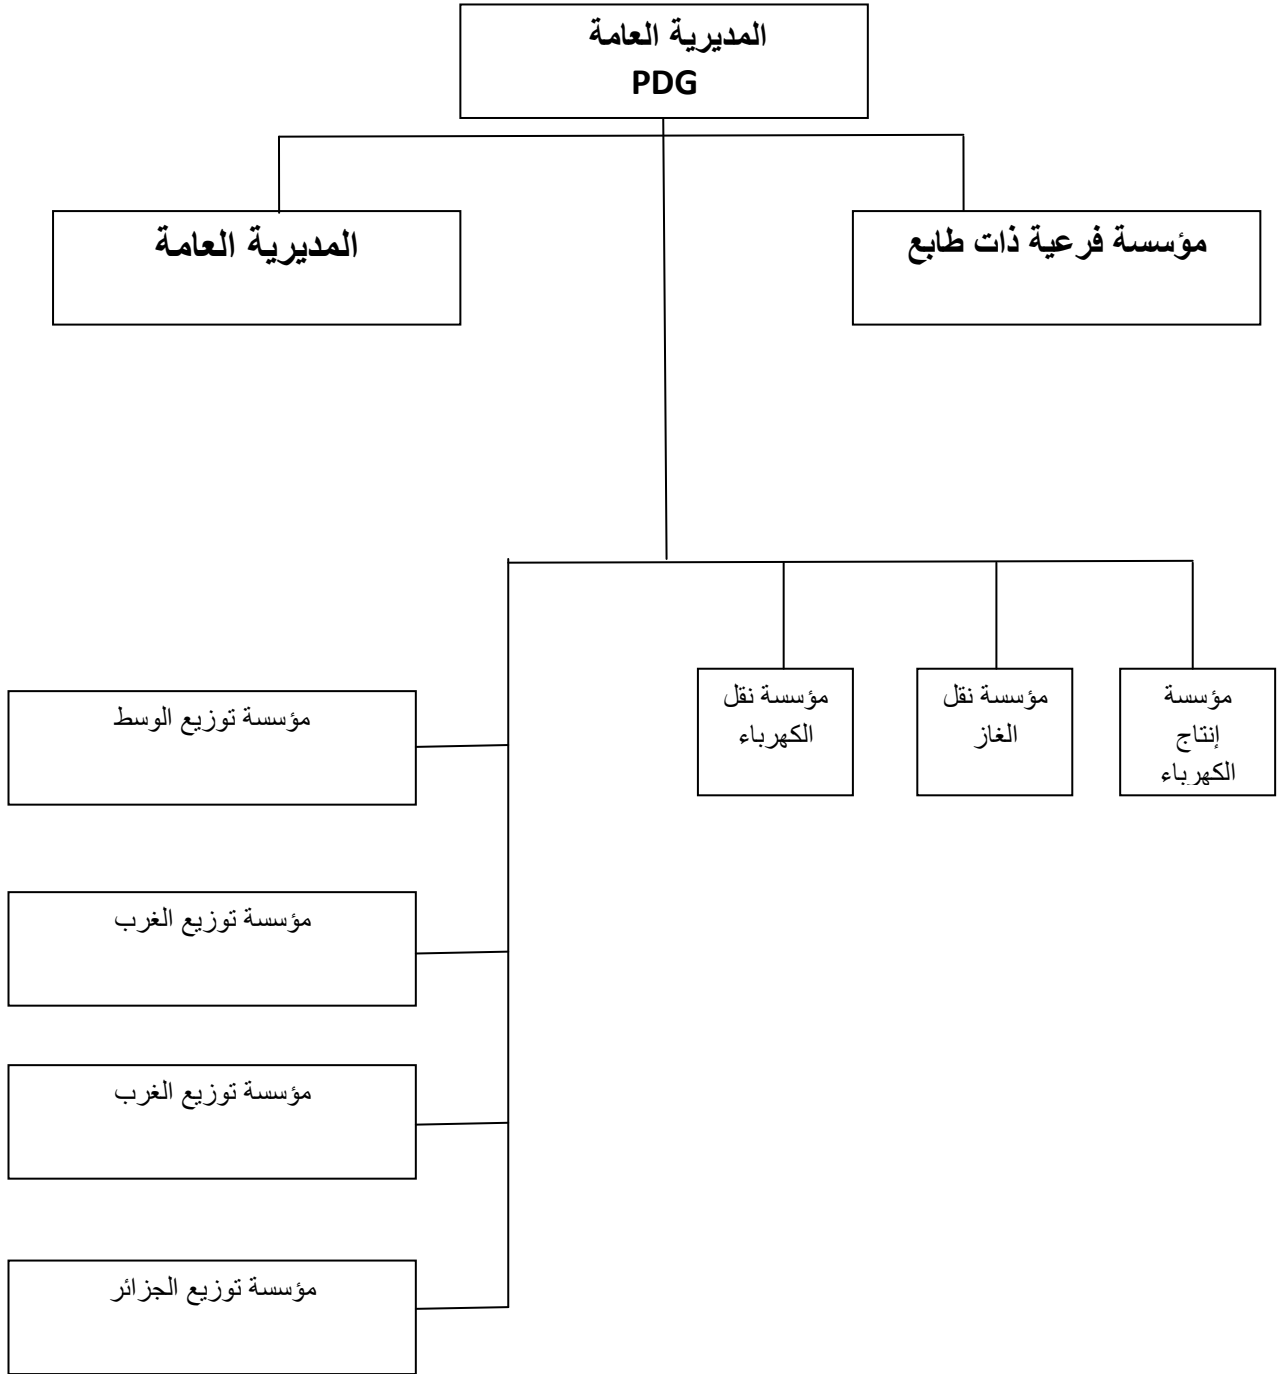 المديرية العامة
PDG
مؤسسة فرعية ذات طابع
المديرية العامة
مؤسسة
إنتاج
الكهرباء
مؤسسة نقل
الغاز
مؤسسة نقل
الكهرباء
مؤسسة توزيع الوسط
مؤسسة توزيع الغرب
مؤسسة توزيع الغرب
مؤسسة توزيع الجزائر